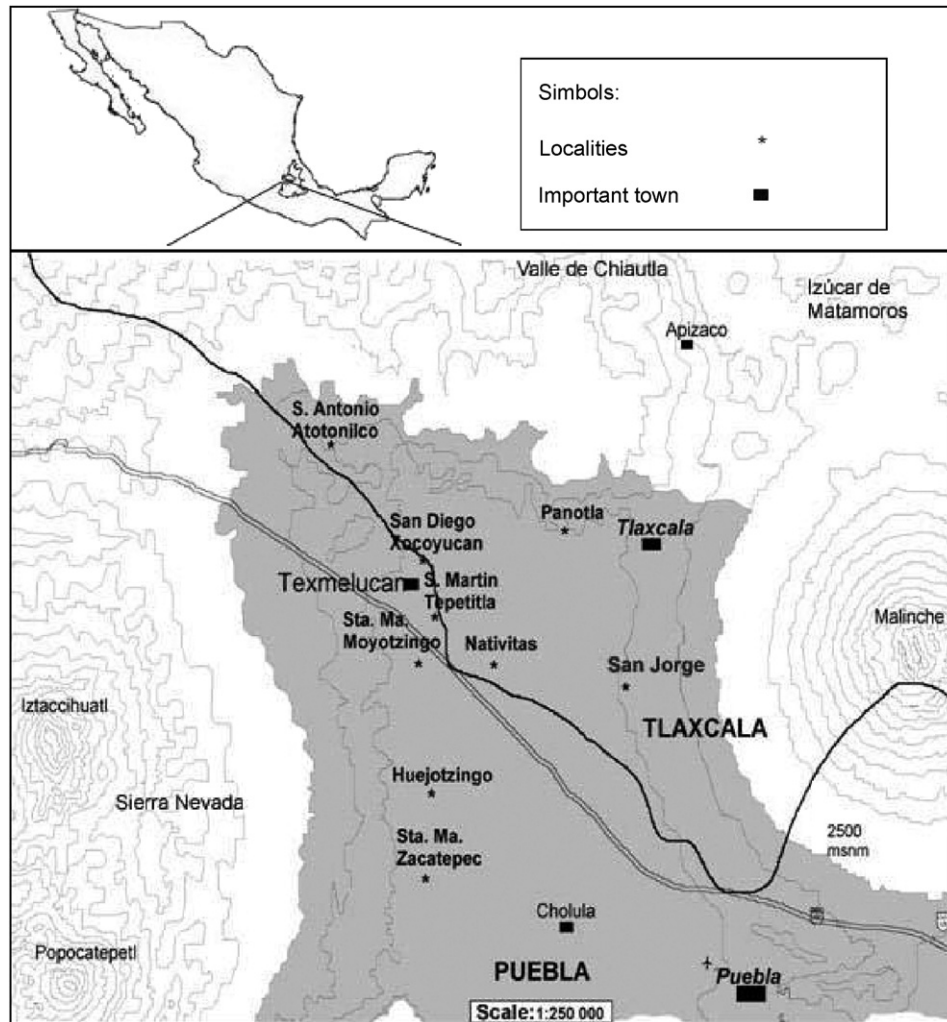 Simbols:
Localities
Important town
Valle de Chiautla
Izúcar de
Matamoros
Apizaco
S. Antonio
Atotonilco
San Diego
Xocoyucan
Panotla
Tlaxcala
Texmelucan
S. Martin
Tepetitla
Sta. Ma.
Moyotzingo
Nativitas
Malinche
San Jorge
Iztaccihuatl
TLAXCALA
Huejotzingo
Sierra Nevada
Sta. Ma.
Zacatepec
2500
msnm
Cholula
Popocatepetl
PUEBLA
Puebla
Scale:1:250 000